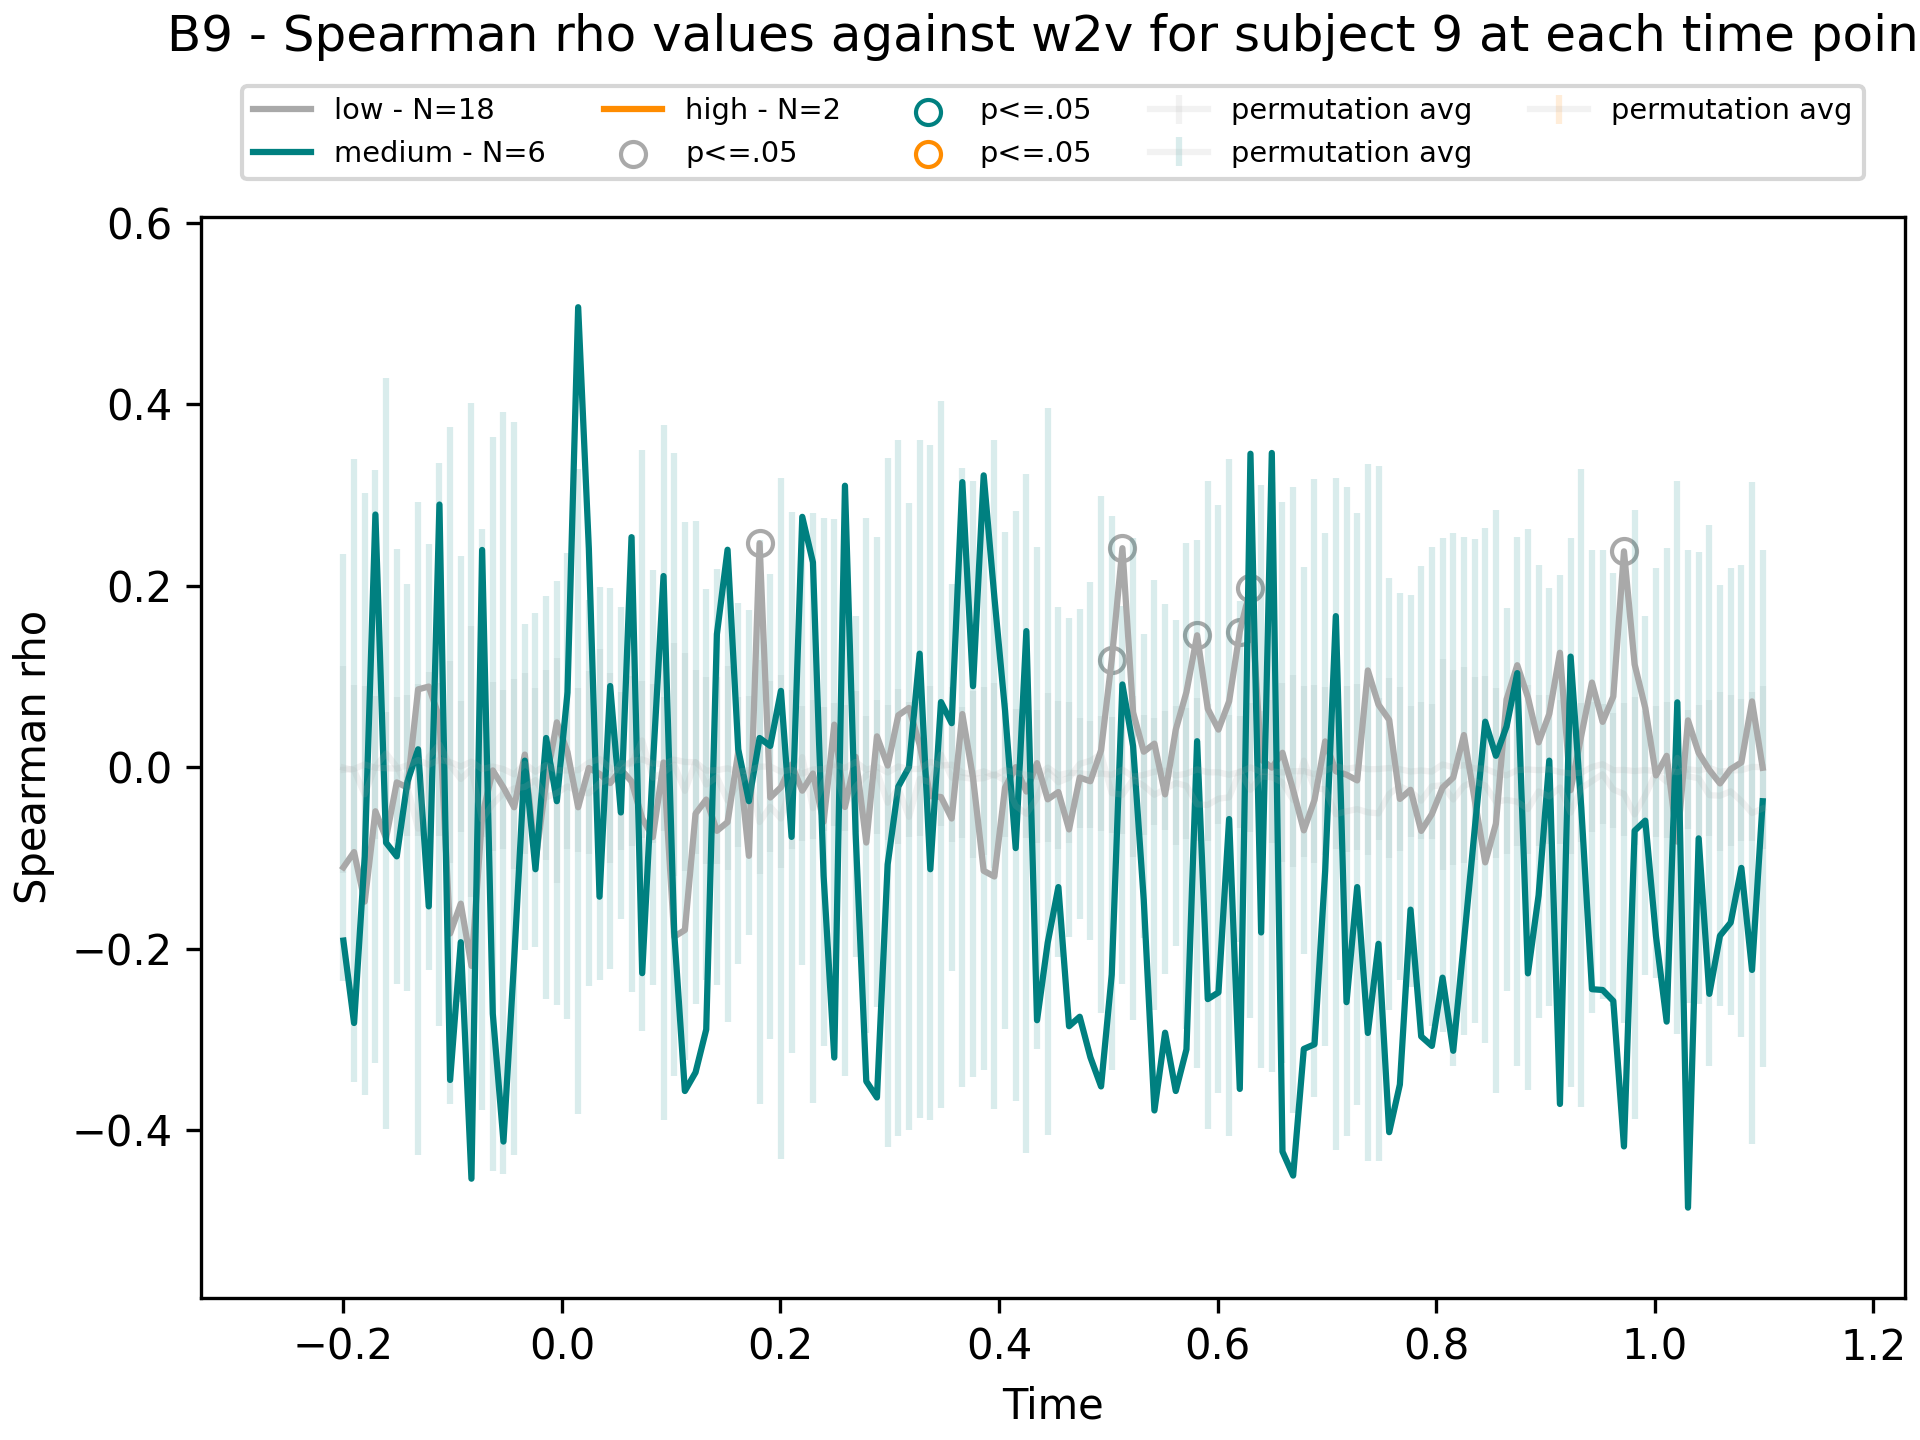 B9 - Spearman rho values against w2v for subject 9 at each time poin
low - N=18
medium - N=6
high - N=2
p<=.05
p<=.05
p<=.05
permutation avg
permutation avg
permutation avg
Spearman rho
0.6
0.4
0.2
0.0
−0.2
−0.4
−0.2 0.0 0.2 0.4 0.6 0.8 1.0 1.2
Time